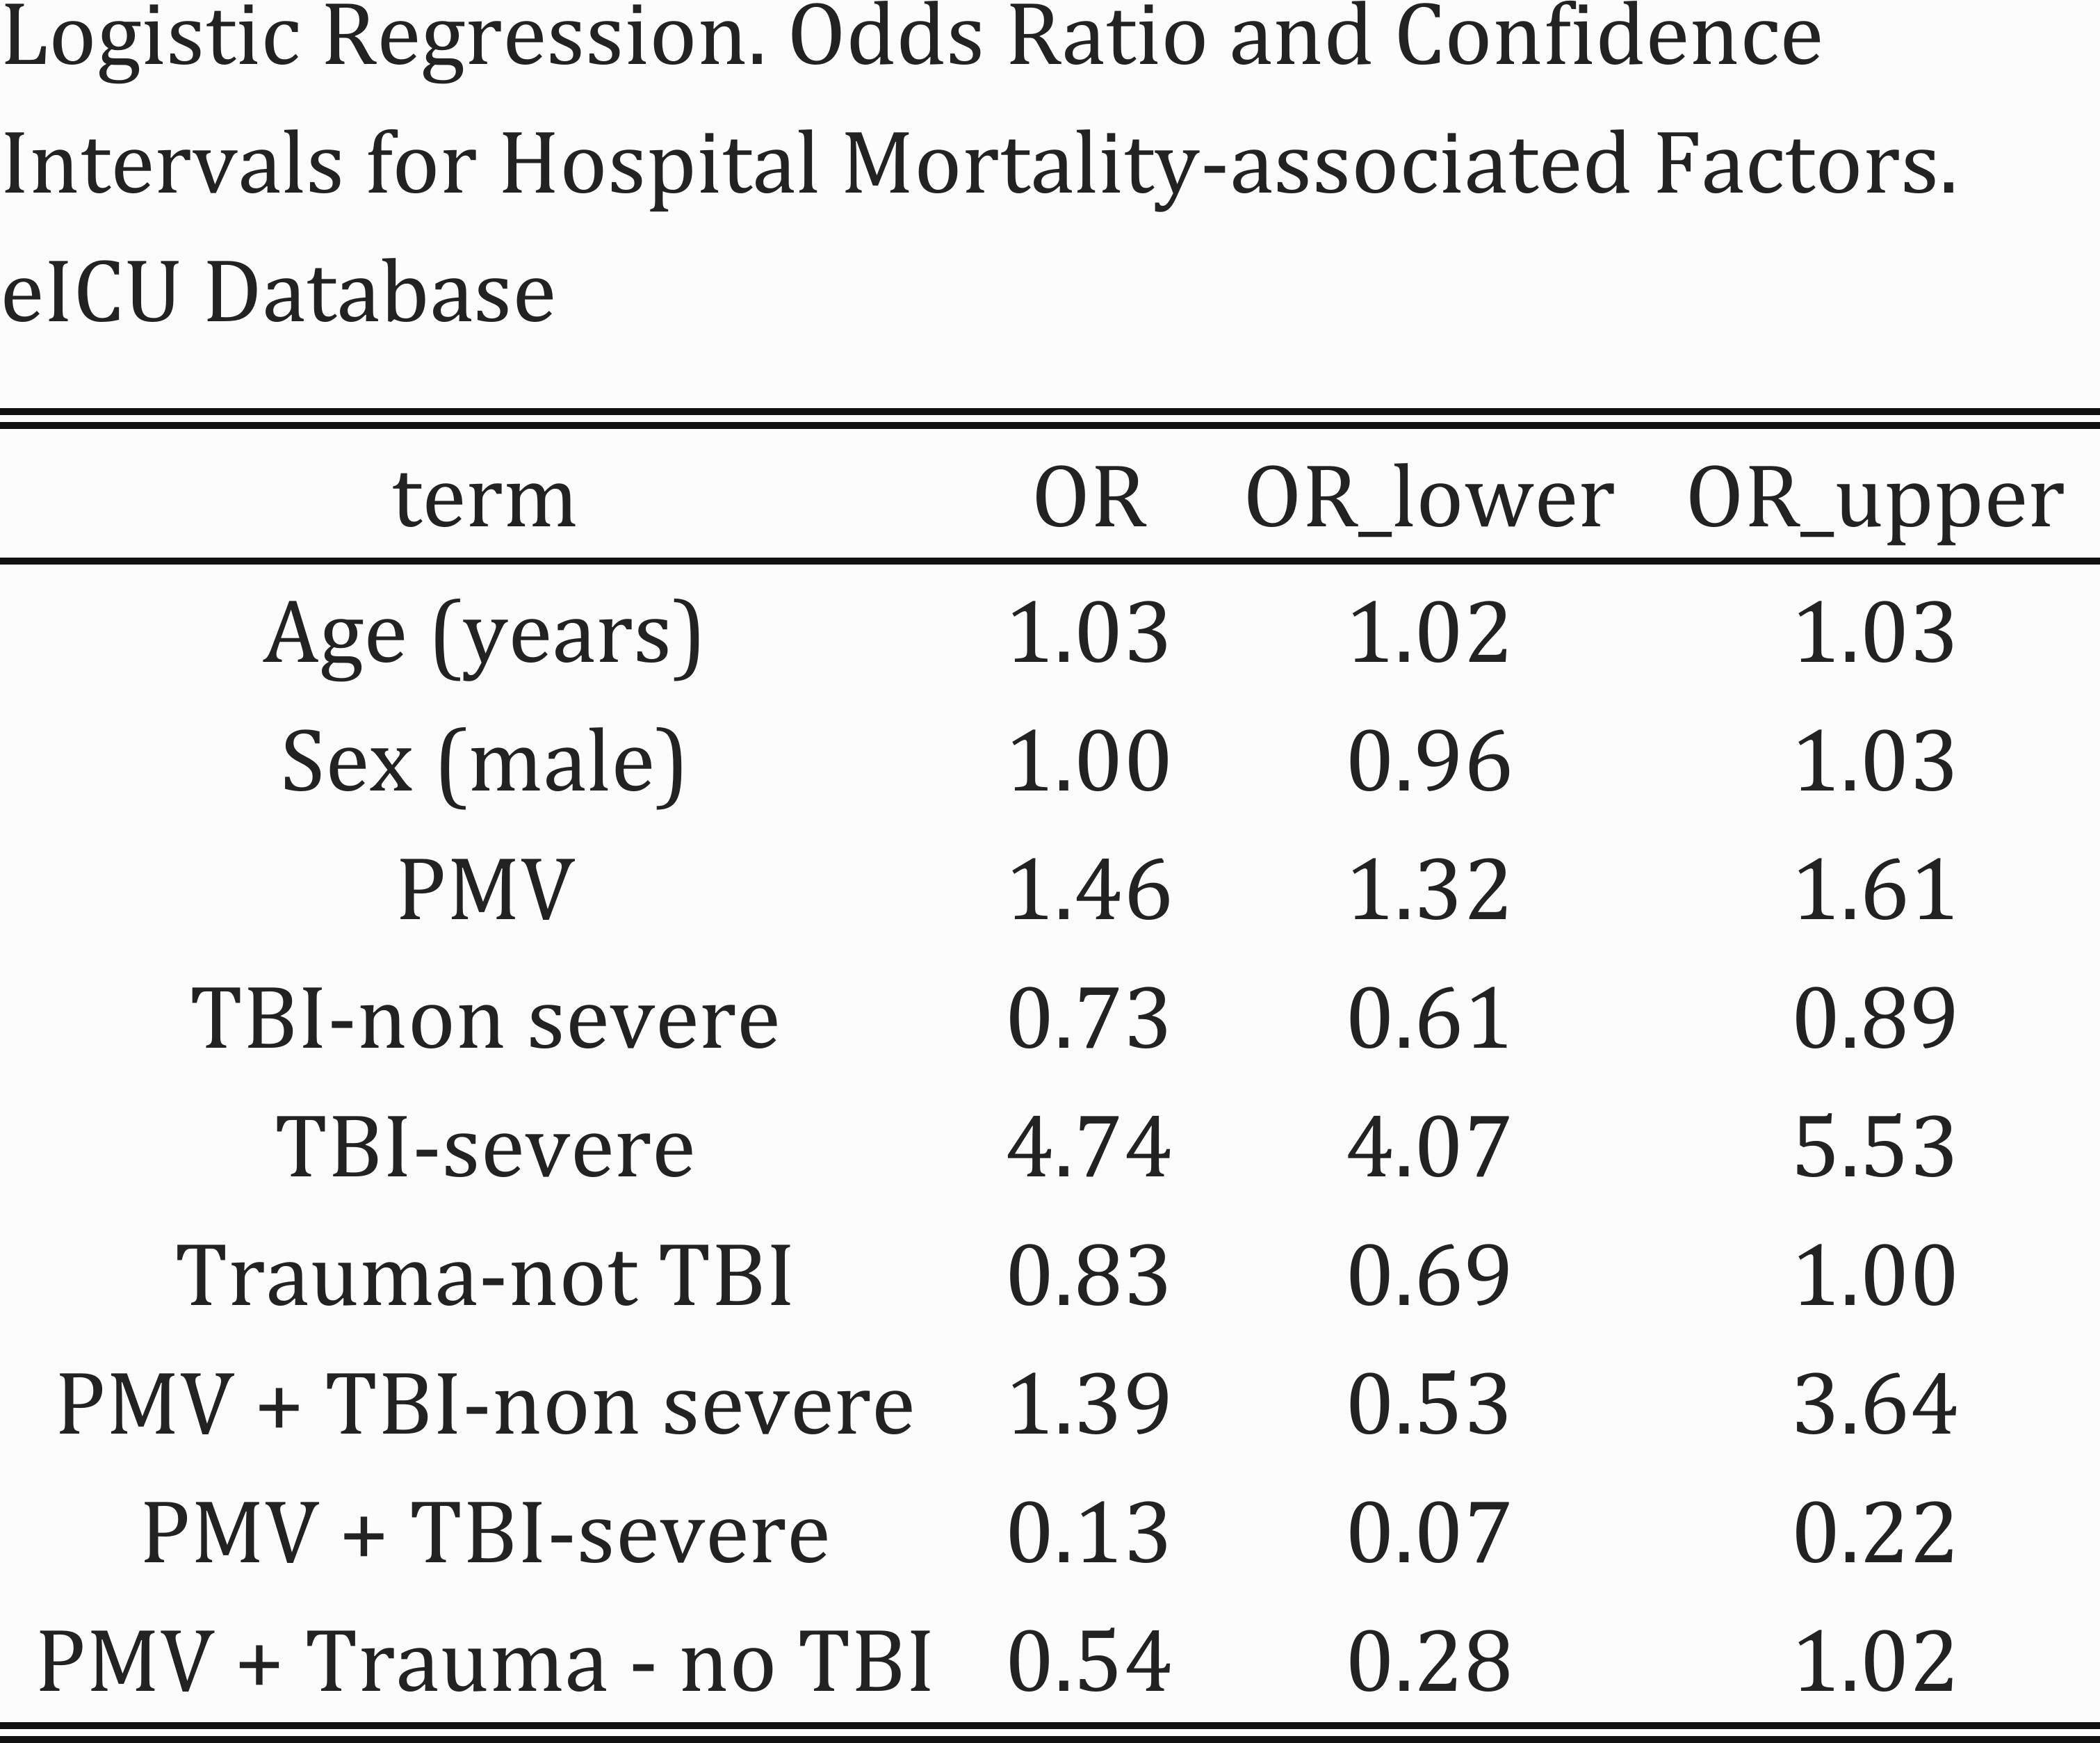 Logistic Regression. Odds Ratio and Confidence
Intervals for Hospital Mortality-associated Factors.
eICU Database
term OR OR_lower OR_upper
Age (years) 1.03 1.02 1.03
Sex (male) 1.00 0.96 1.03
PMV 1.46 1.32 1.61
TBI-non severe 0.73 0.61 0.89
TBI-severe 4.74 4.07 5.53
Trauma-not TBI 0.83 0.69 1.00
PMV + TBI-non severe 1.39 0.53 3.64
PMV + TBI-severe 0.13 0.07 0.22
PMV + Trauma - no TBI 0.54 0.28 1.02